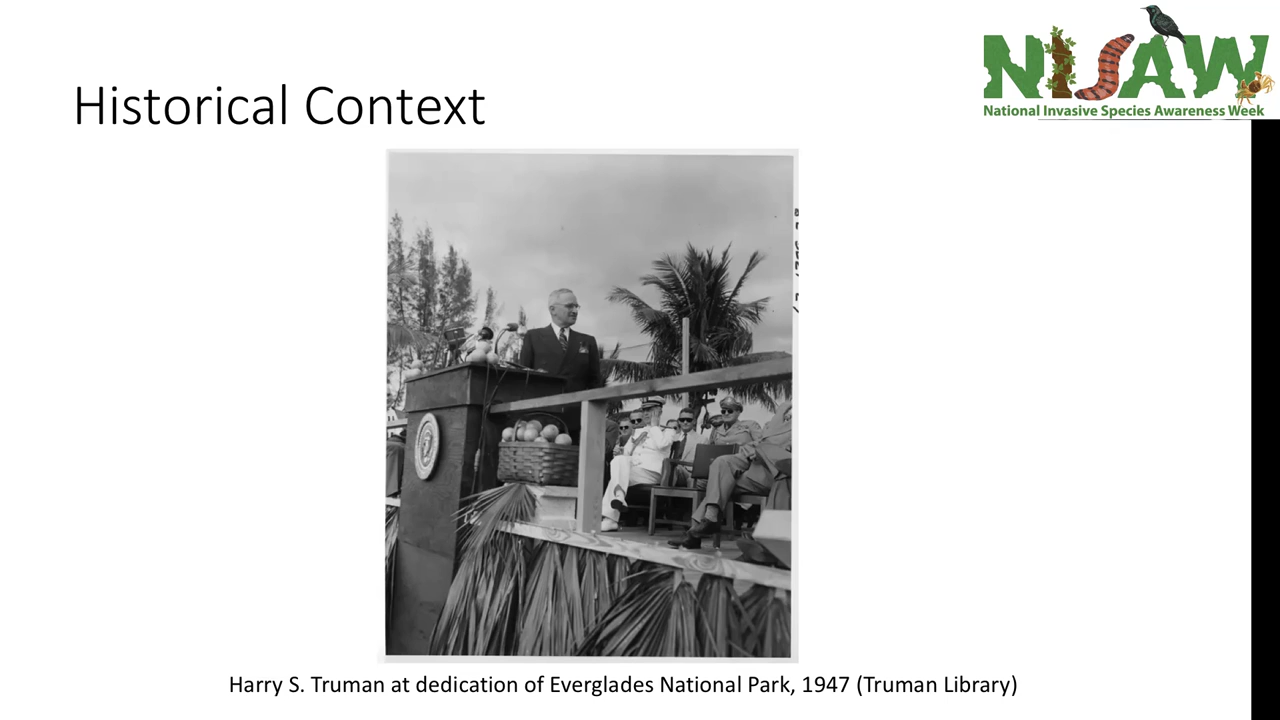 NISAW
National Invasive Species Awareness Week
Historical Context
Harry S. Truman at dedication of Everglades National Park, 1947 (Truman Library)